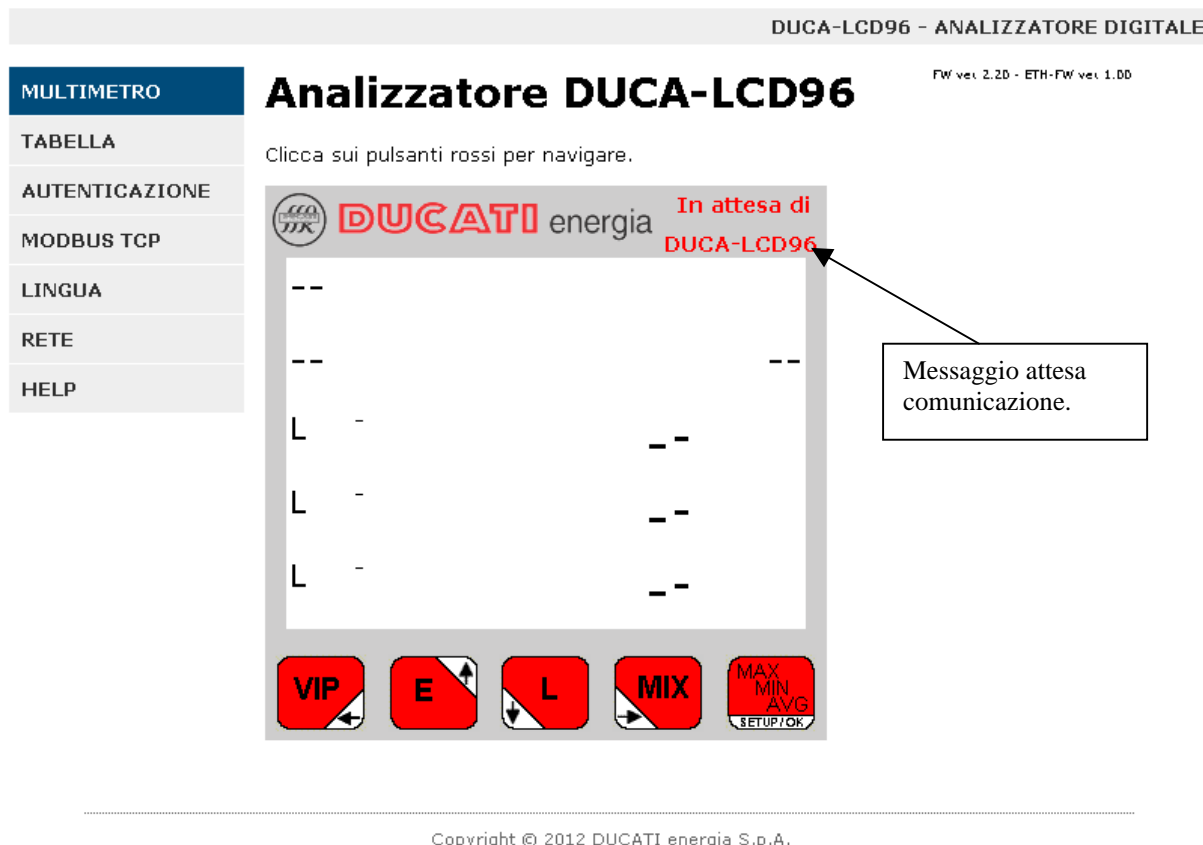 DUCA-LCD96 - ANALIZZATORE DIGITALE
MULTIMETRO
TABELLA
AUTENTICAZIONE
MODBUS TCP
LINGUA
RETE
HELP
Analizzatore DUCA-LCD96
FW ver. 2.20 - ETH-FW ver. 1.00
Clicca sui pulsanti rossi per navigare.
DUCATI energia
In attesa di
DUCA-LCD96
--
-- --
L - _-
L - _-
L - _-
Messaggio attesa
comunicazione.
VIP
E
L
MIX
MAX
MIN
AVG
SETUP/OK
Copyright © 2012 DUCATI energia S.p.A.